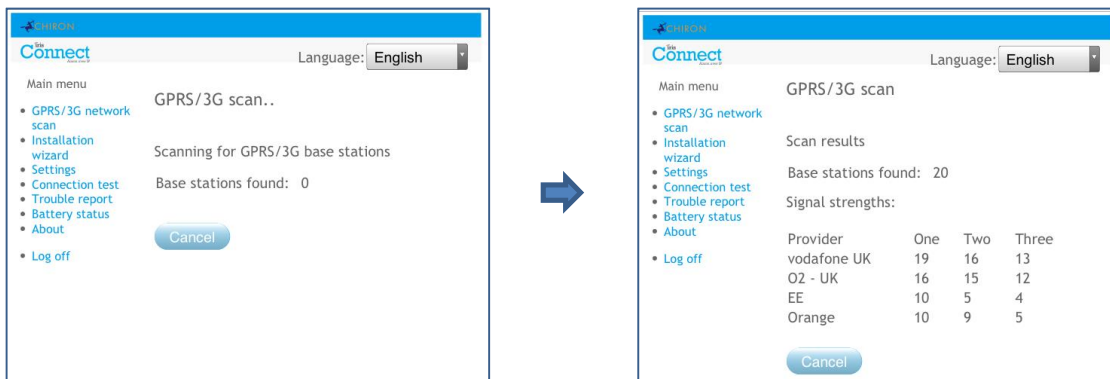 CHIRON
iris
Connect
Language: English
Main menu
GPRS/3G scan..
• GPRS/3G network
scan
• Installation
wizard
• Settings
• Connection test
• Trouble report
• Battery status
• About
• Log off
Scanning for GPRS/3G base stations
Base stations found: 0
Cancel
CHIRON
iris
Connect
Language: English
Main menu
GPRS/3G scan
• GPRS/3G network
scan
• Installation
wizard
• Settings
• Connection test
• Trouble report
• Battery status
• About
• Log off
Scan results
Base stations found: 20
Signal strengths:
Provider One Two Three
vodafone UK 19 16 13
O2 - UK 16 15 12
EE 10 5 4
Orange 10 9 5
Cancel